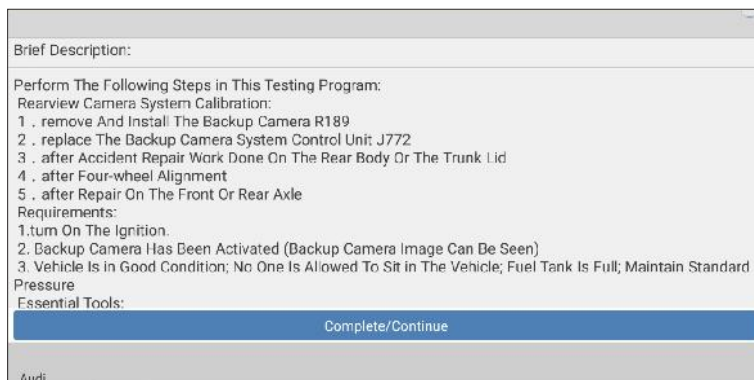 Brief Description:
Perform The Following Steps in This Testing Program:
Rearview Camera System Calibration:
1 . remove And Install The Backup Camera R189
2 . replace The Backup Camera System Control Unit J772
3 . after Accident Repair Work Done On The Rear Body Or The Trunk Lid
4 . after Four-wheel Alignment
5 . after Repair On The Front Or Rear Axle
Requirements:
1.turn On The Ignition.
2. Backup Camera Has Been Activated (Backup Camera Image Can Be Seen)
3. Vehicle Is in Good Condition; No One Is Allowed To Sit in The Vehicle; Fuel Tank Is Full; Maintain Standard
Pressure
Essential Tools:
Complete/Continue
Audi